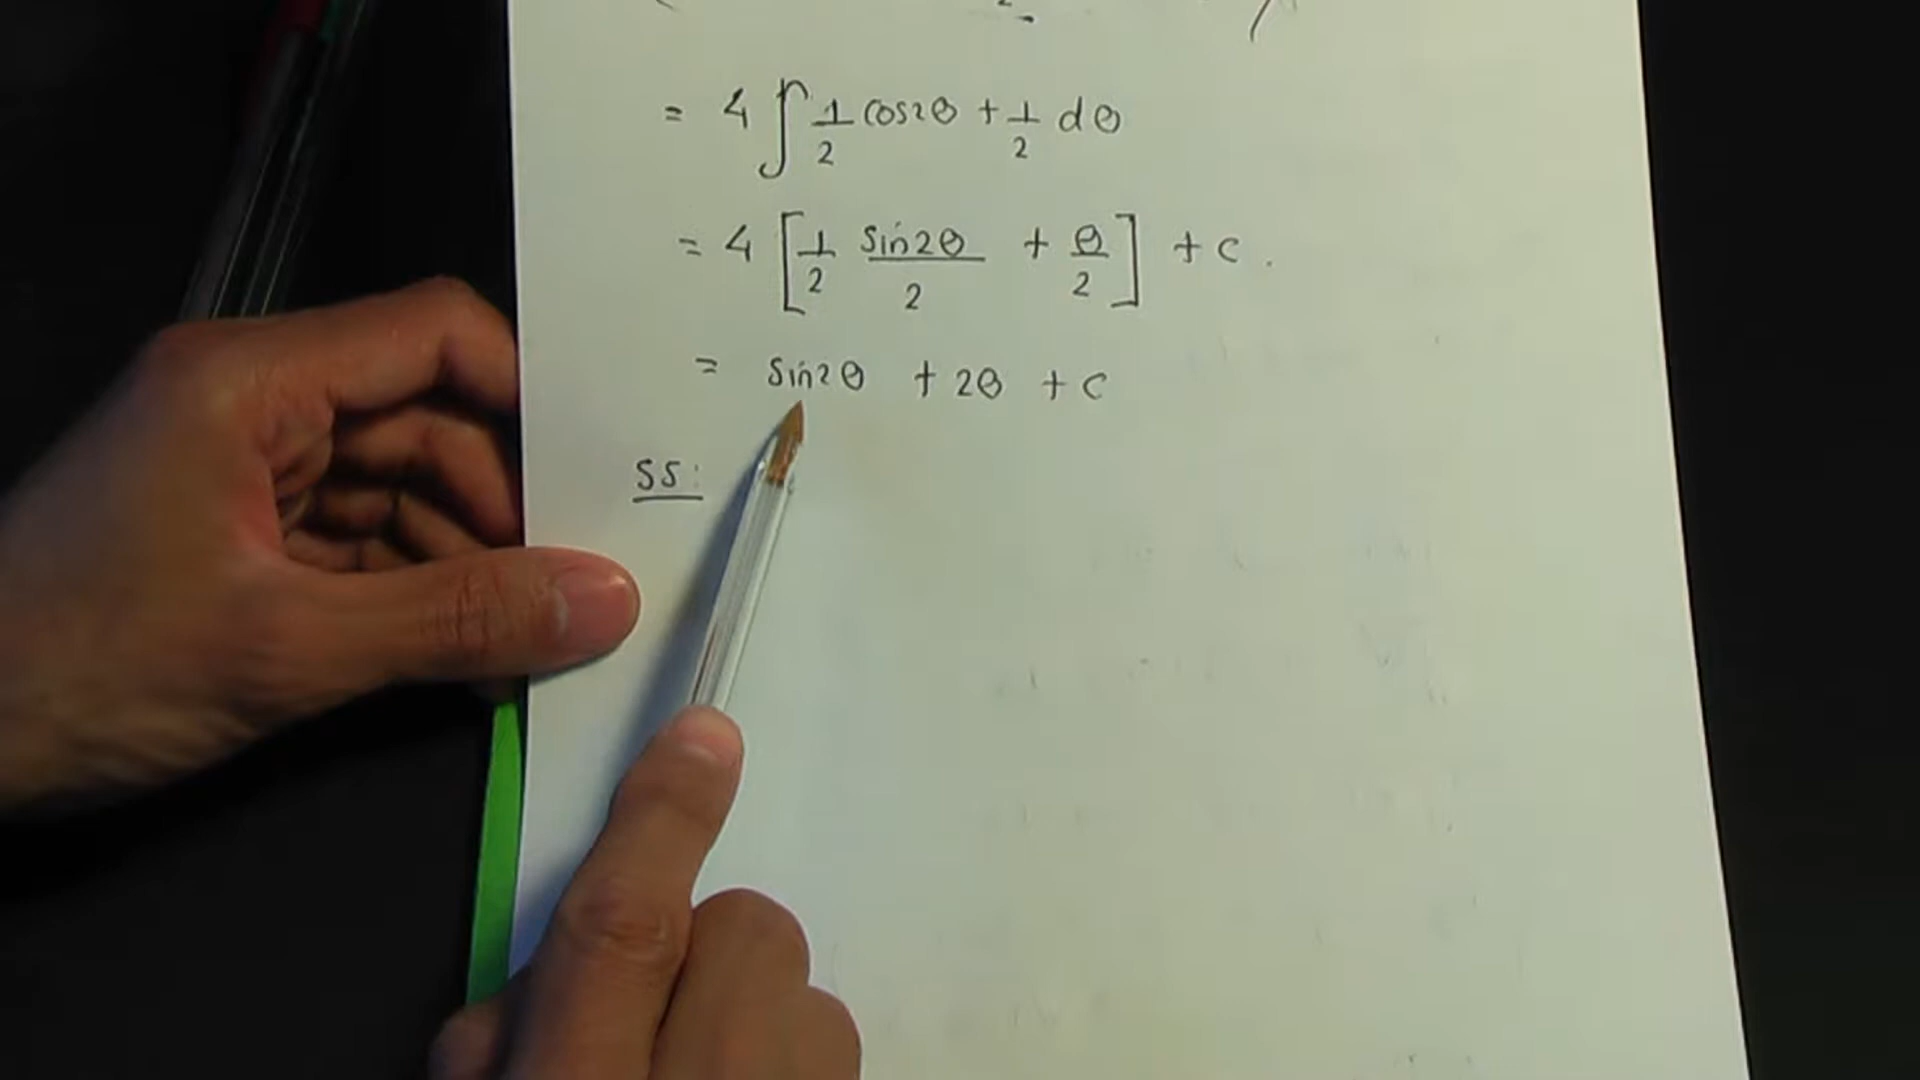 = 4 ∫ 1/2 cos2θ + 1/2 dθ
= 4 [ 1/2 sin2θ/2 + θ/2 ] + c .
= sin2θ + 2θ + c
SS: